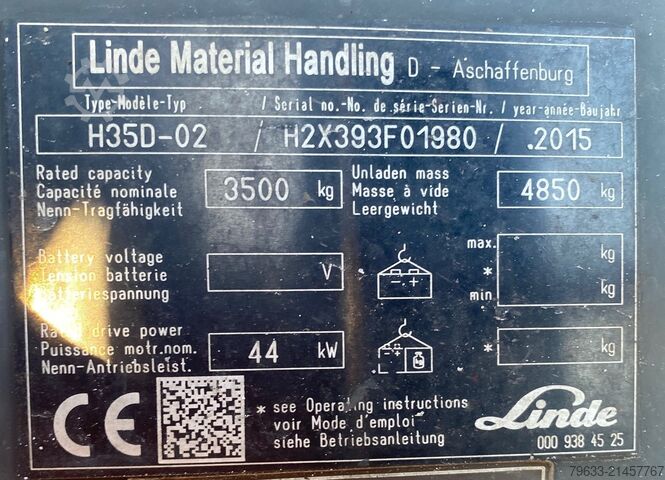 Linde Material Handling D - Aschaffenburg
Type-Modèle-Typ / Serial no.-No. de série-Serien-Nr. / year-année-Baujahr
H35D-02 / H2X393F01980 / .2015
Rated capacity
Capacité nominale
Nenn-Tragfähigkeit
3500 kg
Unladen mass
Masse à vide
Leergewicht
4850 kg
Battery voltage
Tension batterie
Batteriespannung
V
max. kg
*
min kg
Rated drive power
Puissance motr.nom.
Nenn-Antriebsleist.
44 kW
* kg
CE
* see Operating instructions
voir Mode d'emploi
siehe Betriebsanleitung
Linde
000 938 45 25
79633-21457767